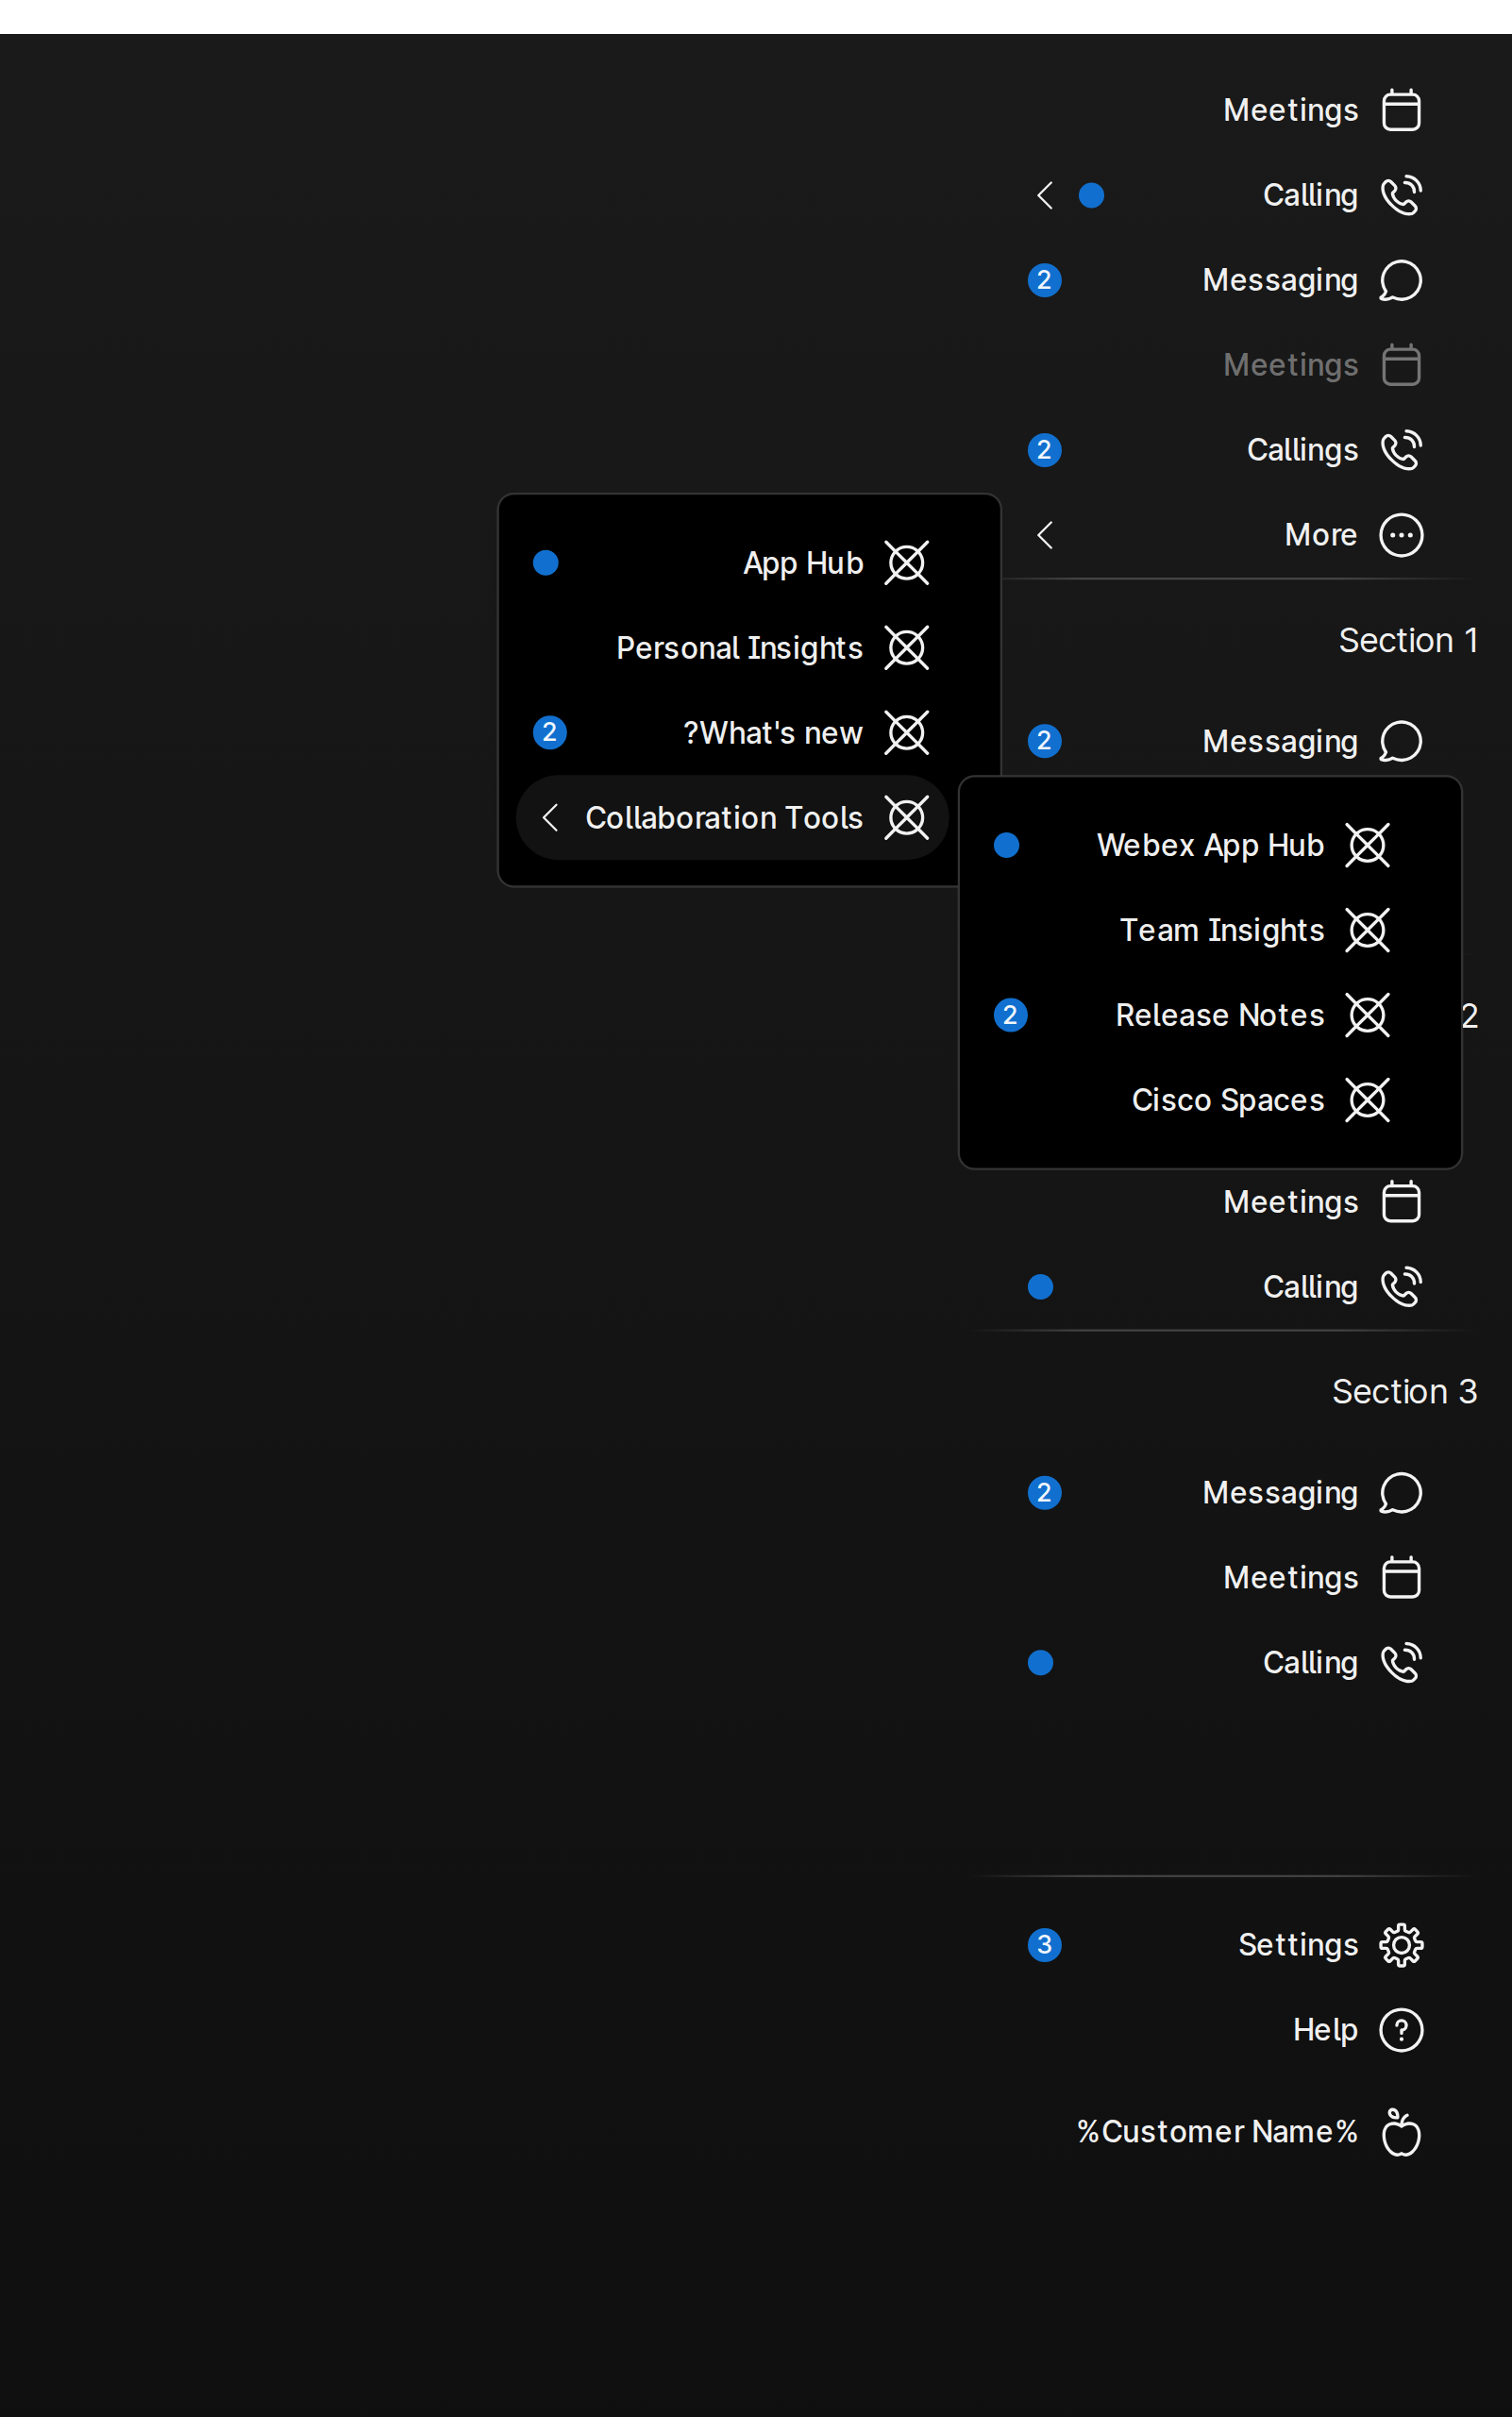 Meetings
Calling
Messaging 2
Meetings
Callings 2
More
App Hub
Personal Insights
?What's new 2
Collaboration Tools
Section 1
Messaging 2
Webex App Hub
Team Insights
Release Notes 2
Cisco Spaces
2
Meetings
Calling
Section 3
Messaging 2
Meetings
Calling
Settings 3
Help
%Customer Name%